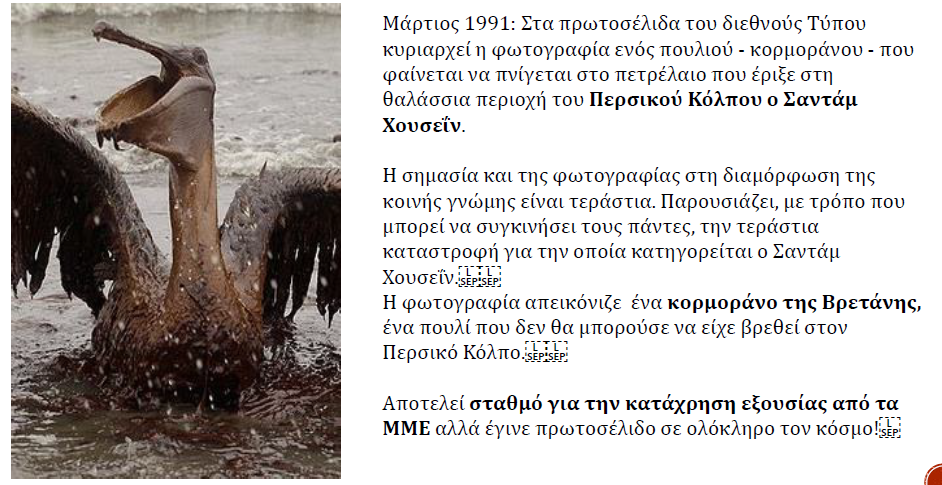 Μάρτιος 1991: Στα πρωτοσέλιδα του διεθνούς Τύπου
κυριαρχεί η φωτογραφία ενός πουλιού - κορμοράνου - που
φαίνεται να πνίγεται στο πετρέλαιο που έριξε στη
θαλάσσια περιοχή του Περσικού Κόλπου ο Σαντάμ
Χουσεΐν.
Η σημασία και της φωτογραφίας στη διαμόρφωση της
κοινής γνώμης είναι τεράστια. Παρουσιάζει, με τρόπο που
μπορεί να συγκινήσει τους πάντες, την τεράστια
καταστροφή για την οποία κατηγορείται ο Σαντάμ
Χουσεΐν.
Η φωτογραφία απεικόνιζε ένα κορμοράνο της Βρετάνης,
ένα πουλί που δεν θα μπορούσε να είχε βρεθεί στον
Περσικό Κόλπο.
Αποτελεί σταθμό για την κατάχρηση εξουσίας από τα
ΜΜΕ αλλά έγινε πρωτοσέλιδο σε ολόκληρο τον κόσμο!